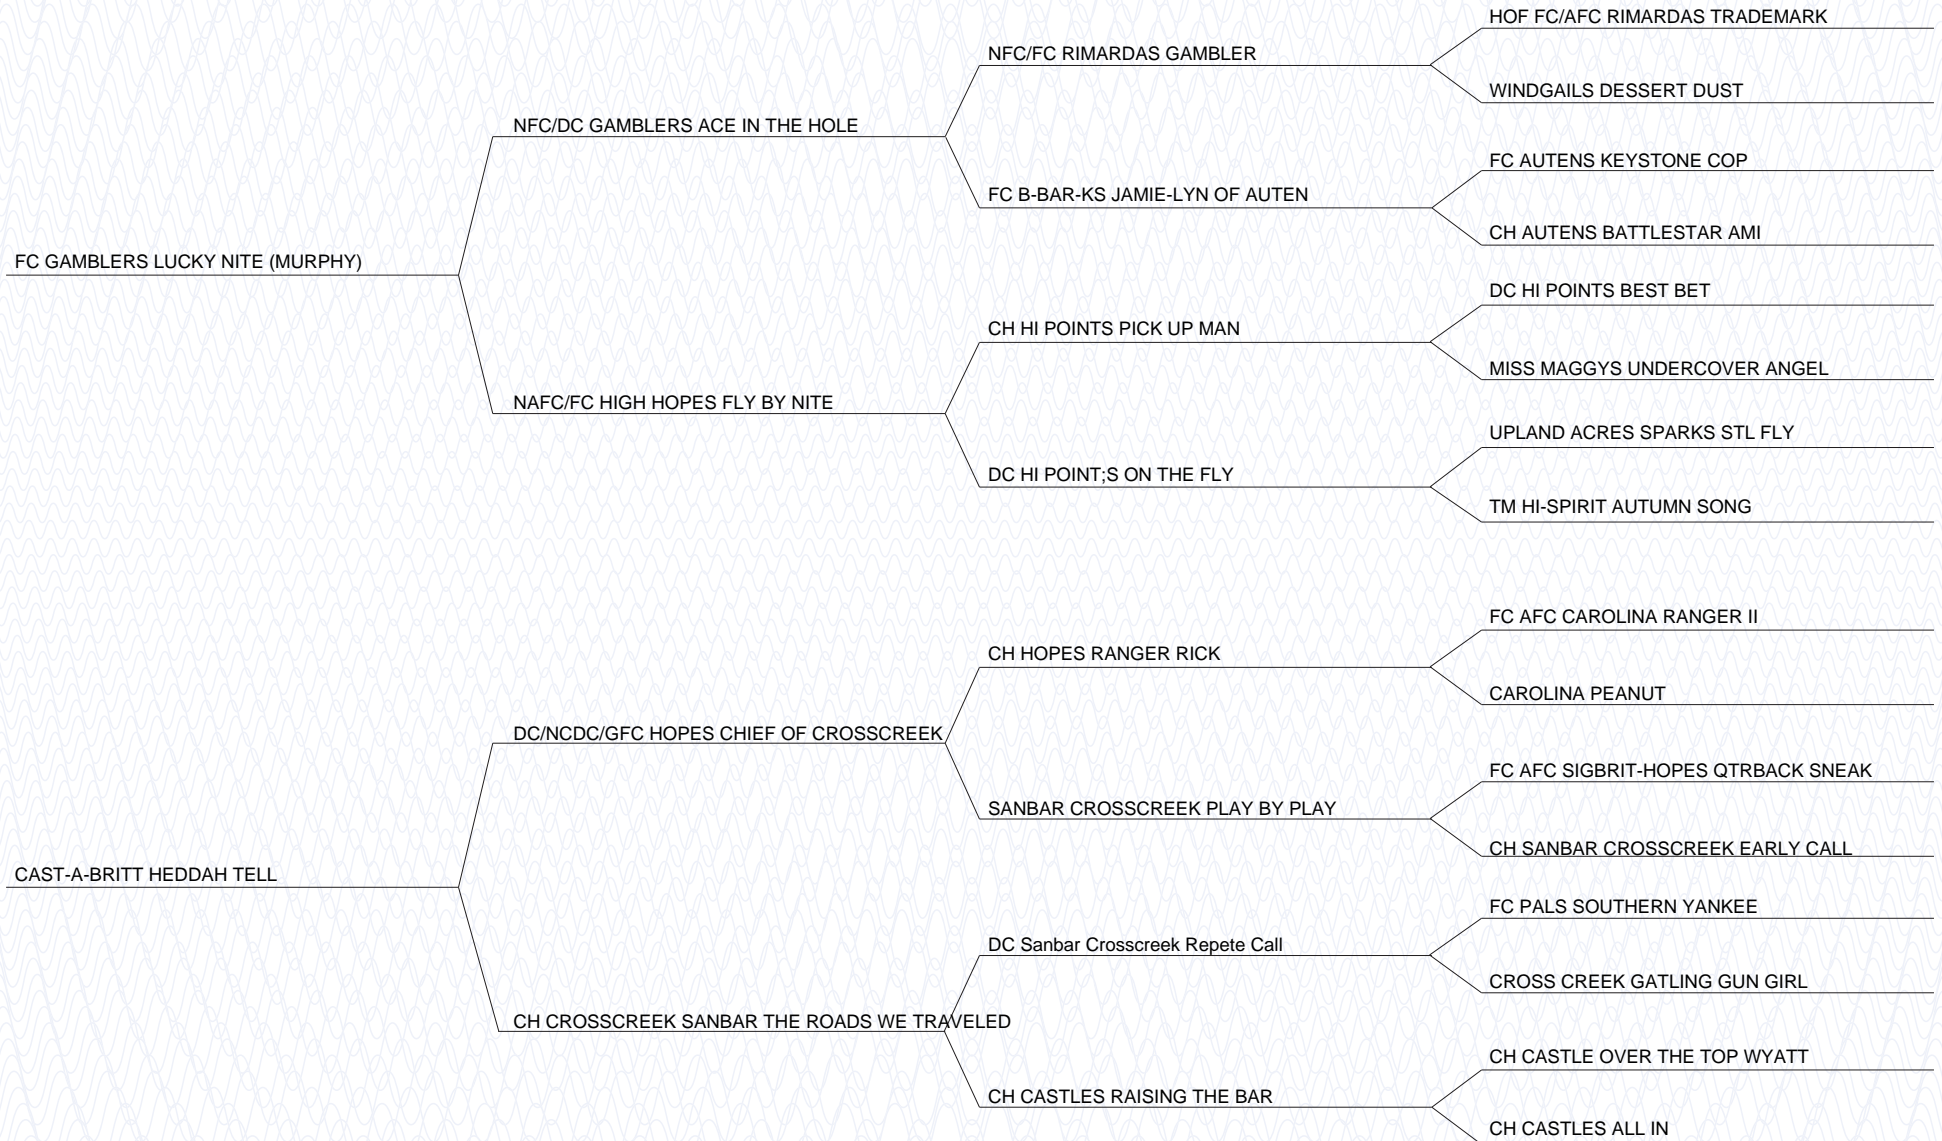 HOF FC/AFC RIMARDAS TRADEMARK
NFC/FC RIMARDAS GAMBLER
WINDGAILS DESSERT DUST
NFC/DC GAMBLERS ACE IN THE HOLE
FC AUTENS KEYSTONE COP
FC B-BAR-KS JAMIE-LYN OF AUTEN
CH AUTENS BATTLESTAR AMI
FC GAMBLERS LUCKY NITE (MURPHY)
DC HI POINTS BEST BET
CH HI POINTS PICK UP MAN
MISS MAGGYS UNDERCOVER ANGEL
NAFC/FC HIGH HOPES FLY BY NITE
UPLAND ACRES SPARKS STL FLY
DC HI POINT;S ON THE FLY
TM HI-SPIRIT AUTUMN SONG
FC AFC CAROLINA RANGER II
CH HOPES RANGER RICK
CAROLINA PEANUT
DC/NCDC/GFC HOPES CHIEF OF CROSSCREEK
FC AFC SIGBRIT-HOPES QTRBACK SNEAK
SANBAR CROSSCREEK PLAY BY PLAY
CH SANBAR CROSSCREEK EARLY CALL
CAST-A-BRITT HEDDAH TELL
FC PALS SOUTHERN YANKEE
DC Sanbar Crosscreek Repete Call
CROSS CREEK GATLING GUN GIRL
CH CROSSCREEK SANBAR THE ROADS WE TRAVELED
CH CASTLE OVER THE TOP WYATT
CH CASTLES RAISING THE BAR
CH CASTLES ALL IN